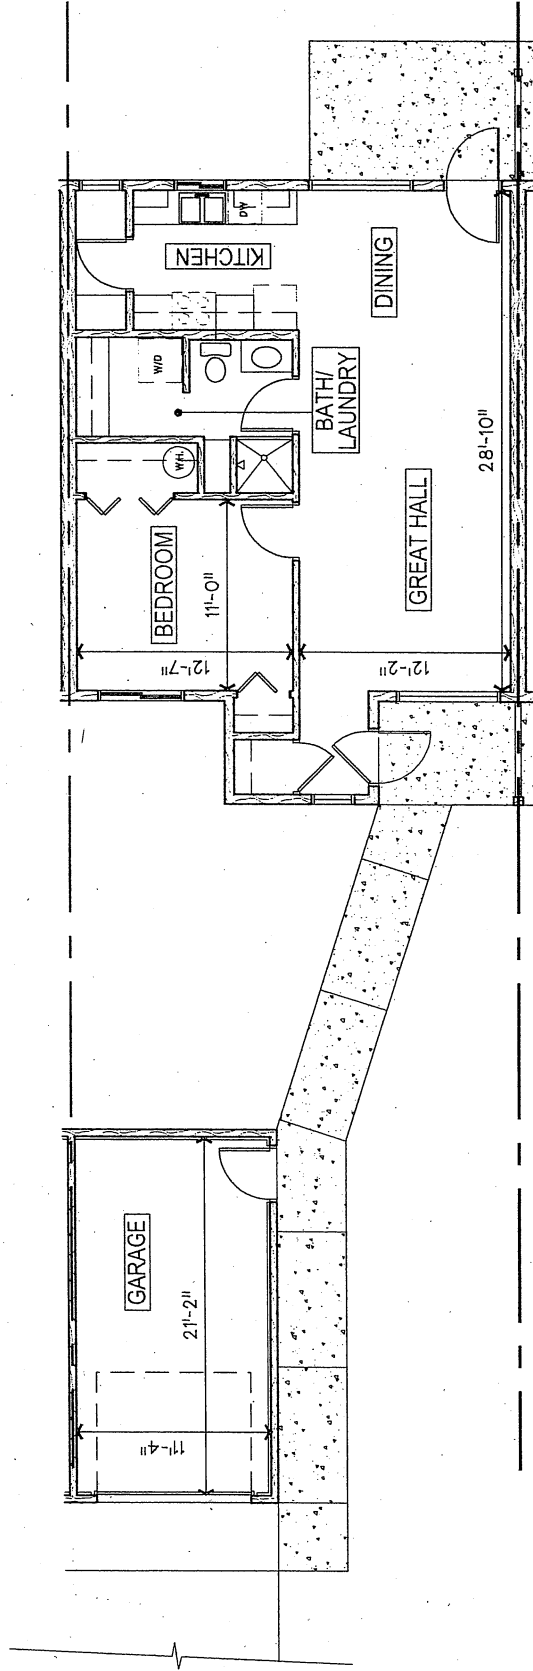 KITCHEN
DW
DINING
W/D
BATH/
LAUNDRY
W.H.
BEDROOM
11'-0"
12'-7"
GREAT HALL
28'-10"
12'-2"
GARAGE
21'-2"
11'-4"